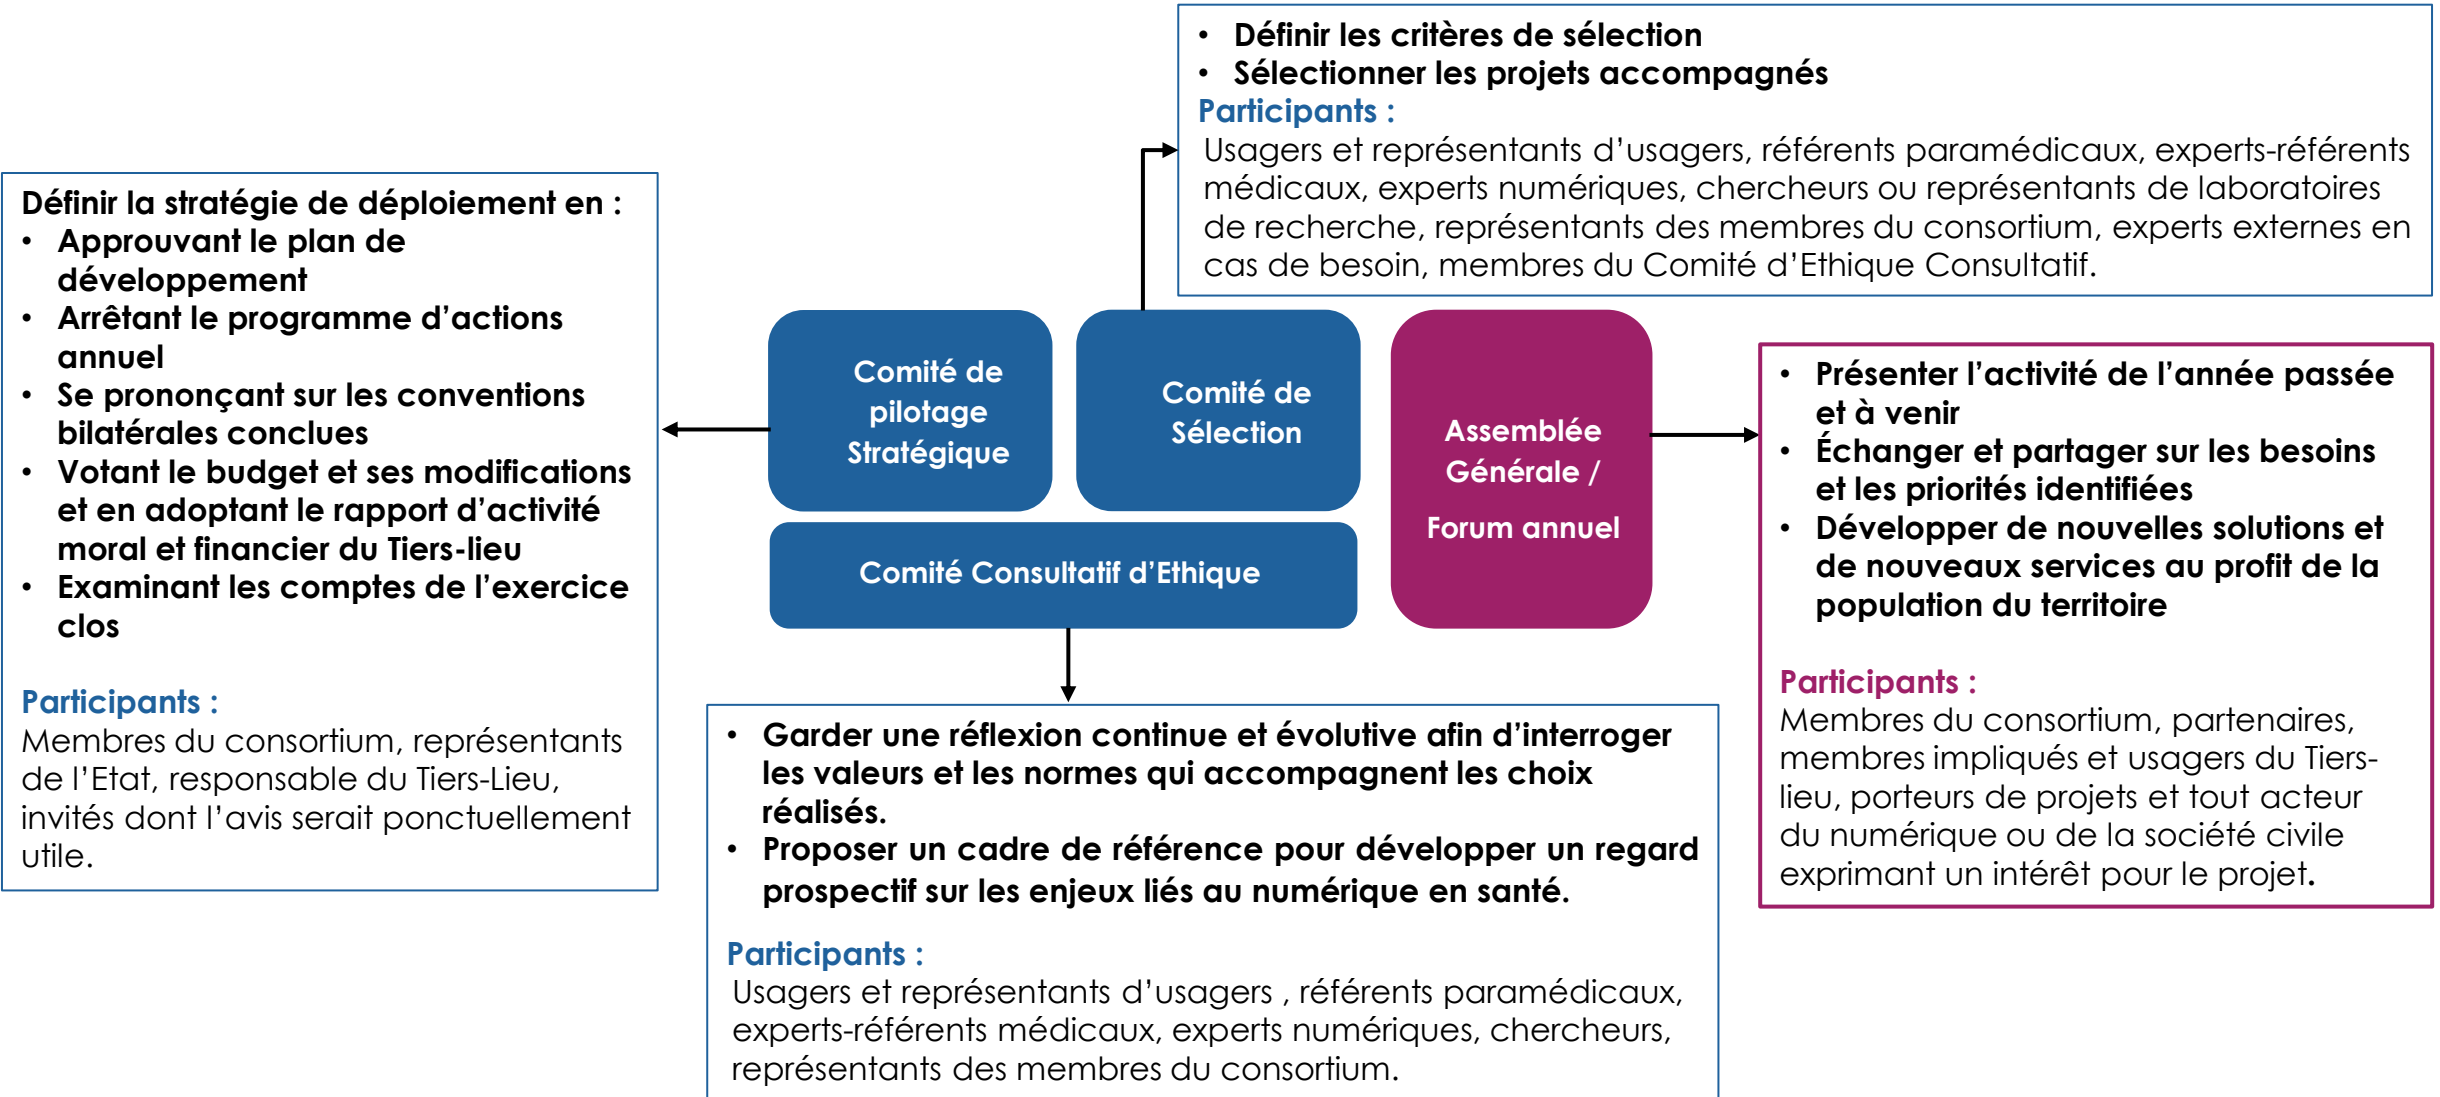 • Définir les critères de sélection
• Sélectionner les projets accompagnés
Participants :
Usagers et représentants d’usagers, référents paramédicaux, experts-référents
médicaux, experts numériques, chercheurs ou représentants de laboratoires
de recherche, représentants des membres du consortium, experts externes en
cas de besoin, membres du Comité d’Ethique Consultatif.
Définir la stratégie de déploiement en :
• Approuvant le plan de
développement
• Arrêtant le programme d’actions
annuel
• Se prononçant sur les conventions
bilatérales conclues
• Votant le budget et ses modifications
et en adoptant le rapport d’activité
moral et financier du Tiers-lieu
• Examinant les comptes de l’exercice
clos
Participants :
Membres du consortium, représentants
de l’Etat, responsable du Tiers-Lieu,
invités dont l’avis serait ponctuellement
utile.
Comité de
pilotage
Stratégique
Comité de
Sélection
Comité Consultatif d’Ethique
Assemblée
Générale /
Forum annuel
• Présenter l’activité de l’année passée
et à venir
• Échanger et partager sur les besoins
et les priorités identifiées
• Développer de nouvelles solutions et
de nouveaux services au profit de la
population du territoire
Participants :
Membres du consortium, partenaires,
membres impliqués et usagers du Tiers-
lieu, porteurs de projets et tout acteur
du numérique ou de la société civile
exprimant un intérêt pour le projet.
• Garder une réflexion continue et évolutive afin d’interroger
les valeurs et les normes qui accompagnent les choix
réalisés.
• Proposer un cadre de référence pour développer un regard
prospectif sur les enjeux liés au numérique en santé.
Participants :
Usagers et représentants d’usagers , référents paramédicaux,
experts-référents médicaux, experts numériques, chercheurs,
représentants des membres du consortium.